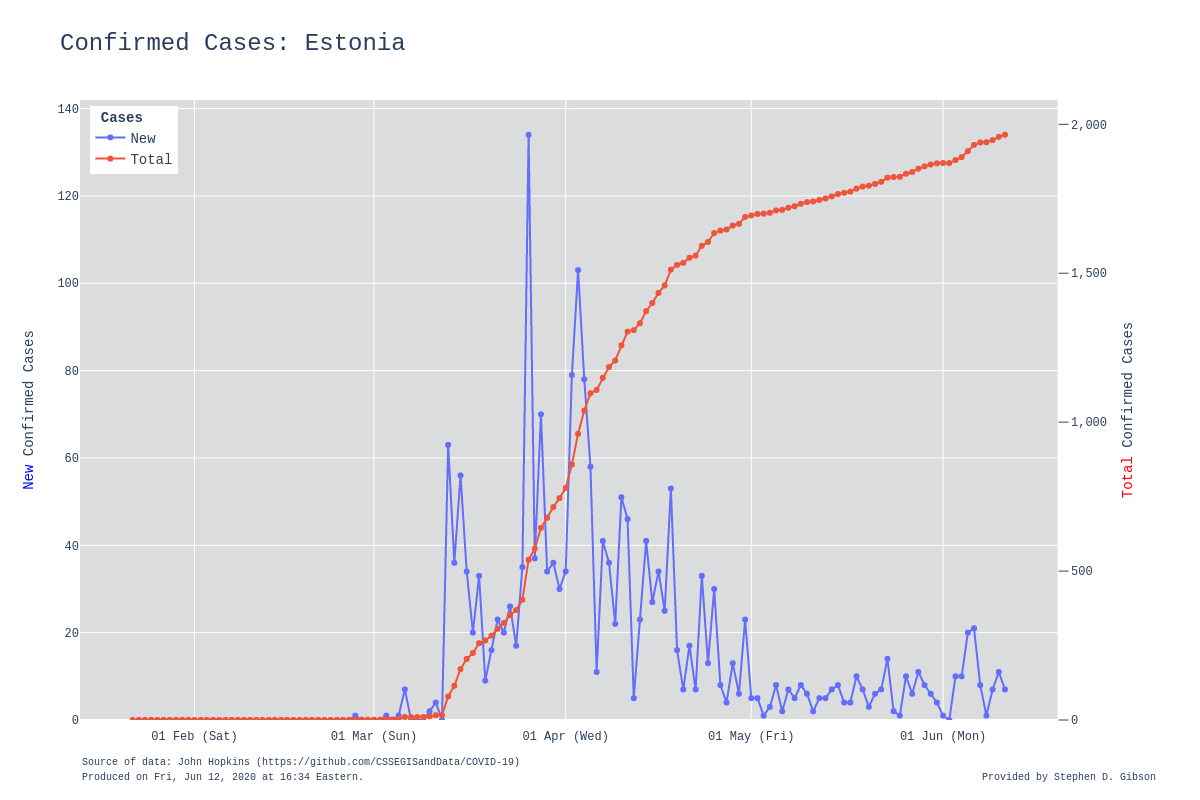 Confirmed Cases: Estonia
Cases
New
Total
140
120
100
80
60
40
20
0
2,000
1,500
1,000
500
0
New Confirmed Cases
Total Confirmed Cases
01 Feb (Sat)
01 Mar (Sun)
01 Apr (Wed)
01 May (Fri)
01 Jun (Mon)
Source of data: John Hopkins (https://github.com/CSSEGISandData/COVID-19)
Produced on Fri, Jun 12, 2020 at 16:34 Eastern.
Provided by Stephen D. Gibson